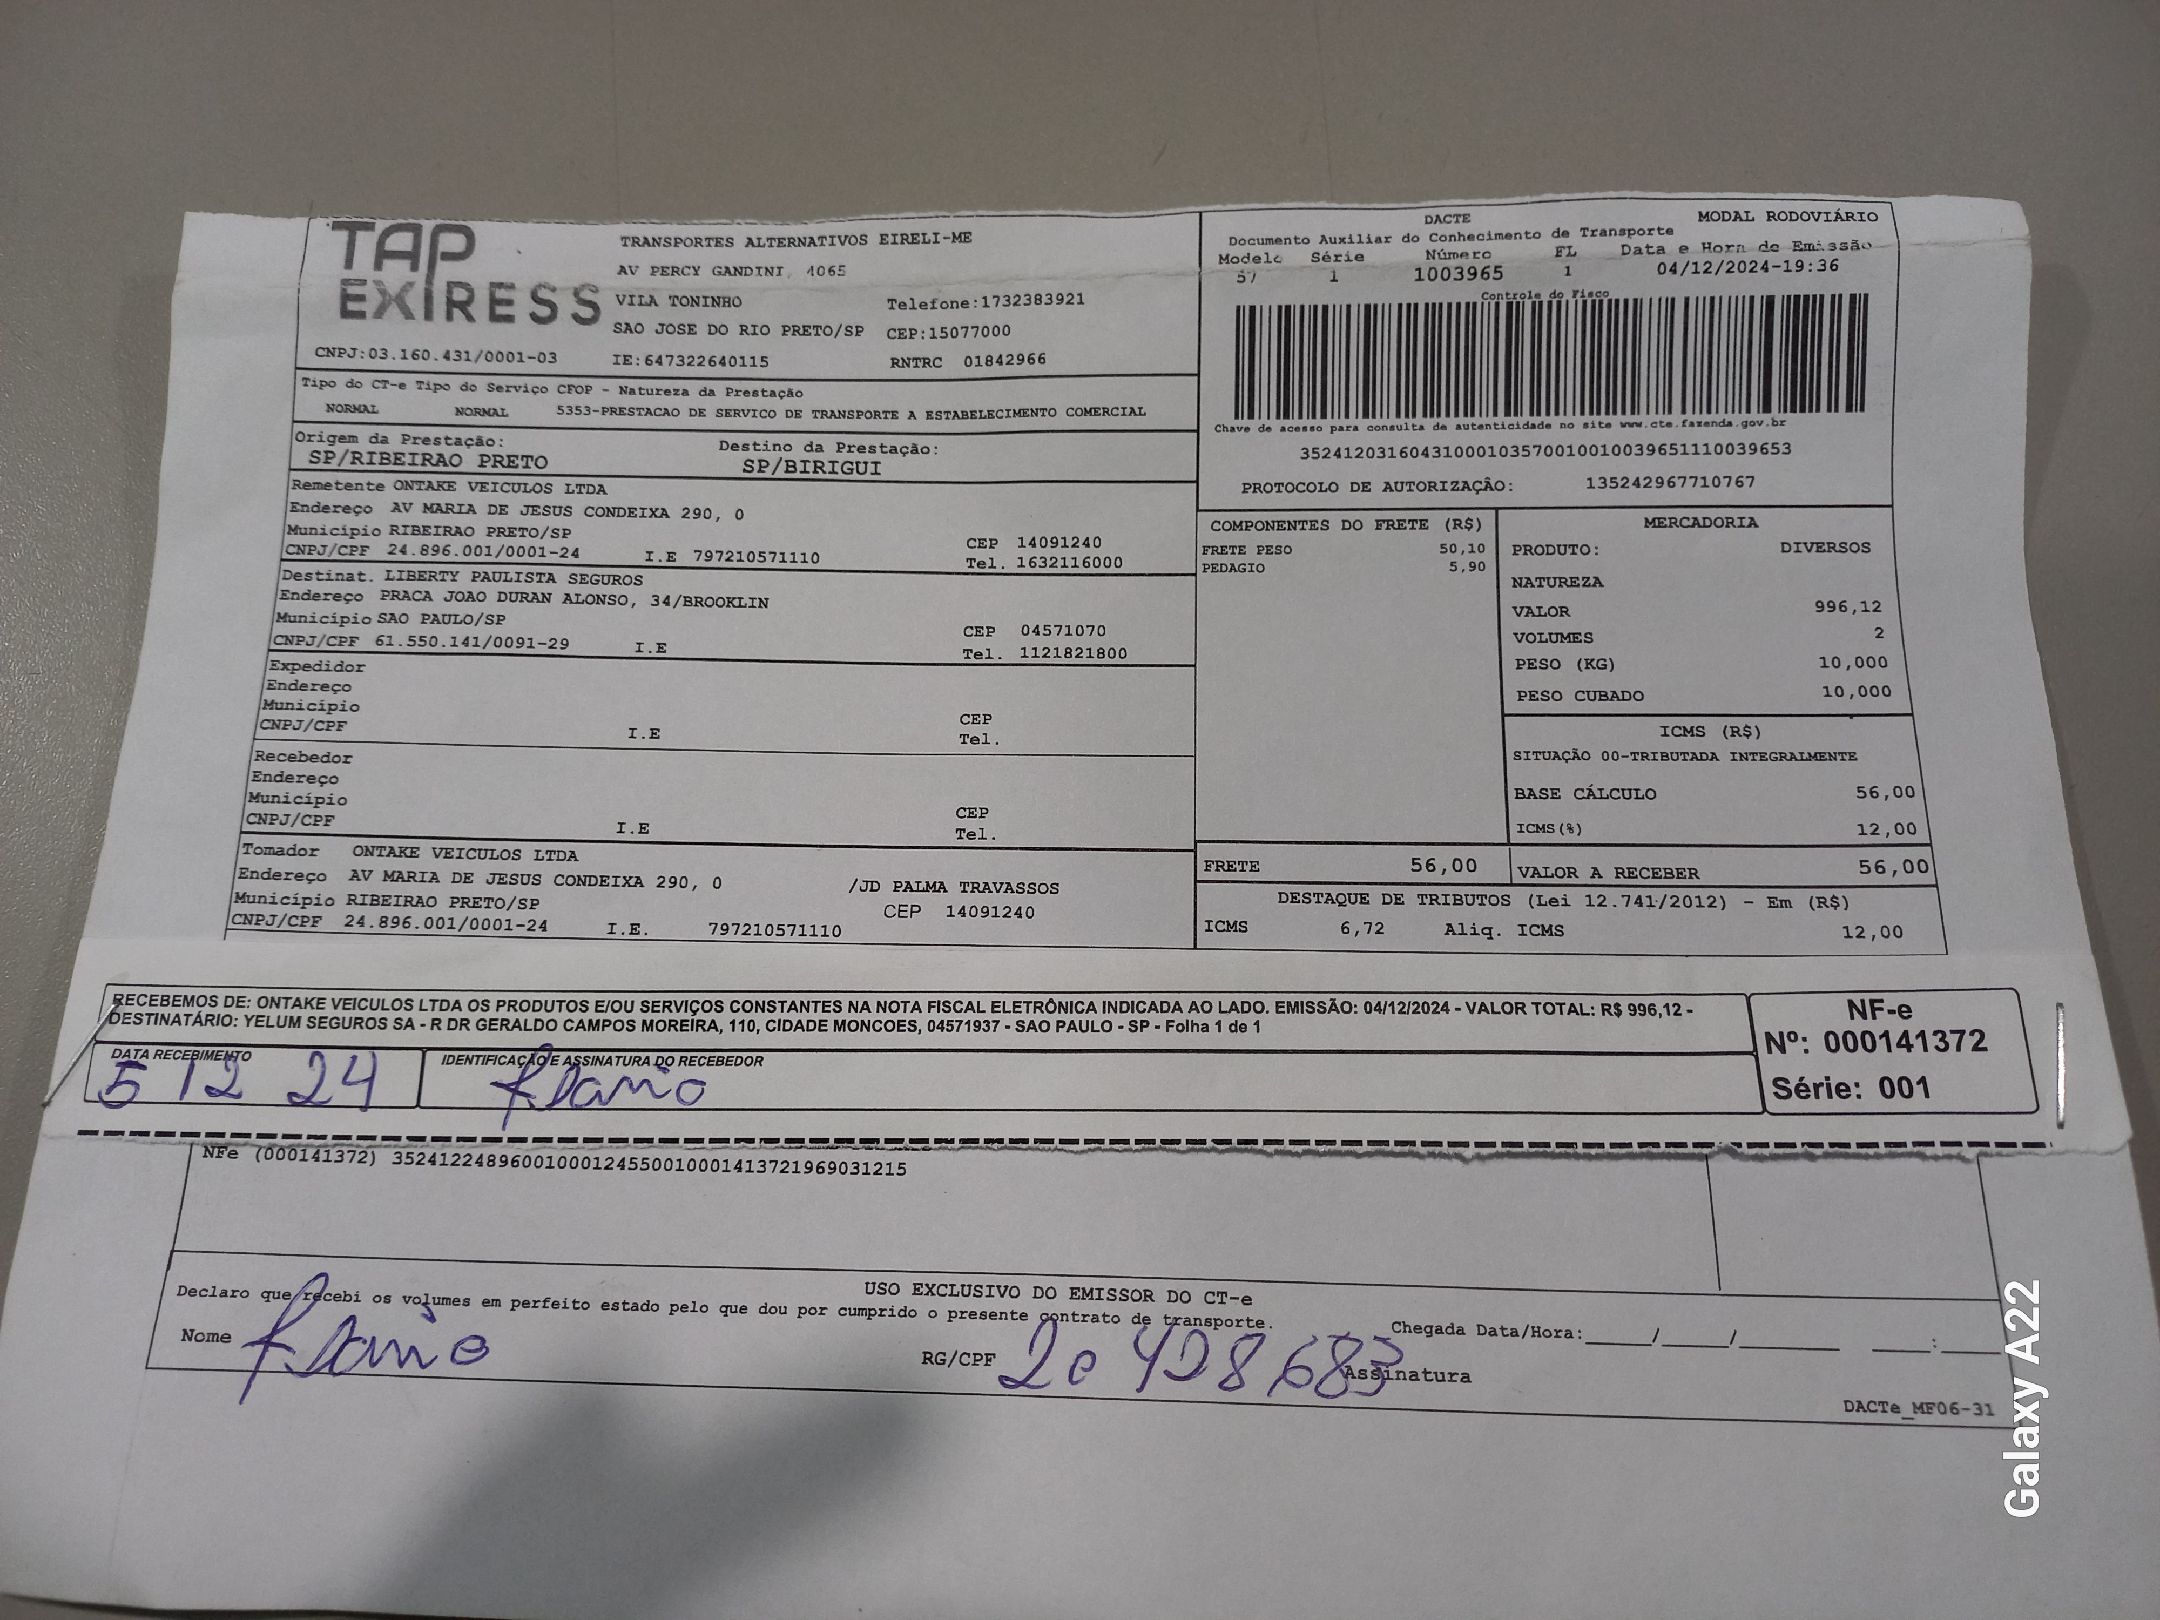 TAP EXPRESS
TRANSPORTES ALTERNATIVOS EIRELI-ME
AV PERCY GANDINI, 4065
VILA TONINHO Telefone:1732383921
SAO JOSE DO RIO PRETO/SP CEP:15077000
CNPJ:03.160.431/0001-03 IE:647322640115 RNTRC 01842966
DACTE MODAL RODOVIÁRIO
Documento Auxiliar do Conhecimento de Transporte
Modelo Série Número FL Data e Hora de Emissão
57 1 1003965 1 04/12/2024-19:36
Controle do Fisco
Chave de acesso para consulta de autenticidade no site www.cte.fazenda.gov.br
35241203160431000103570010010039651110039653
PROTOCOLO DE AUTORIZAÇÃO: 135242967710767
Tipo do CT-e Tipo do Serviço CFOP - Natureza da Prestação
NORMAL NORMAL 5353-PRESTACAO DE SERVICO DE TRANSPORTE A ESTABELECIMENTO COMERCIAL
Origem da Prestação: Destino da Prestação:
SP/RIBEIRAO PRETO SP/BIRIGUI
Remetente ONTAKE VEICULOS LTDA
Endereço AV MARIA DE JESUS CONDEIXA 290, 0
Município RIBEIRAO PRETO/SP CEP 14091240
CNPJ/CPF 24.896.001/0001-24 I.E 797210571110 Tel. 1632116000
Destinat. LIBERTY PAULISTA SEGUROS
Endereço PRACA JOAO DURAN ALONSO, 34/BROOKLIN
Município SAO PAULO/SP CEP 04571070
CNPJ/CPF 61.550.141/0091-29 I.E Tel. 1121821800
Expedidor
Endereço
Município CEP
CNPJ/CPF I.E Tel.
Recebedor
Endereço
Município CEP
CNPJ/CPF I.E Tel.
Tomador ONTAKE VEICULOS LTDA
Endereço AV MARIA DE JESUS CONDEIXA 290, 0 /JD PALMA TRAVASSOS
Município RIBEIRAO PRETO/SP CEP 14091240
CNPJ/CPF 24.896.001/0001-24 I.E. 797210571110
COMPONENTES DO FRETE (R$)
FRETE PESO 50,10
PEDAGIO 5,90
MERCADORIA
PRODUTO: DIVERSOS
NATUREZA
VALOR 996,12
VOLUMES 2
PESO (KG) 10,000
PESO CUBADO 10,000
ICMS (R$)
SITUAÇÃO 00-TRIBUTADA INTEGRALMENTE
BASE CÁLCULO 56,00
ICMS(%) 12,00
FRETE 56,00 VALOR A RECEBER 56,00
DESTAQUE DE TRIBUTOS (Lei 12.741/2012) - Em (R$)
ICMS 6,72 Aliq. ICMS 12,00
RECEBEMOS DE: ONTAKE VEICULOS LTDA OS PRODUTOS E/OU SERVIÇOS CONSTANTES NA NOTA FISCAL ELETRÔNICA INDICADA AO LADO. EMISSÃO: 04/12/2024 - VALOR TOTAL: R$ 996,12 -
DESTINATÁRIO: YELUM SEGUROS SA - R DR GERALDO CAMPOS MOREIRA, 110, CIDADE MONCOES, 04571937 - SAO PAULO - SP - Folha 1 de 1
DATA RECEBIMENTO IDENTIFICAÇÃO E ASSINATURA DO RECEBEDOR
5 12 24
NF-e
Nº: 000141372
Série: 001
NFe (000141372) 35241224896001000124550010001413721969031215
USO EXCLUSIVO DO EMISSOR DO CT-e
Declaro que recebi os volumes em perfeito estado pelo que dou por cumprido o presente contrato de transporte.
Nome RG/CPF 20 428 683 Assinatura Chegada Data/Hora:_____/_____/_______ ____:____
DACTe_MF06-31
Galaxy A22